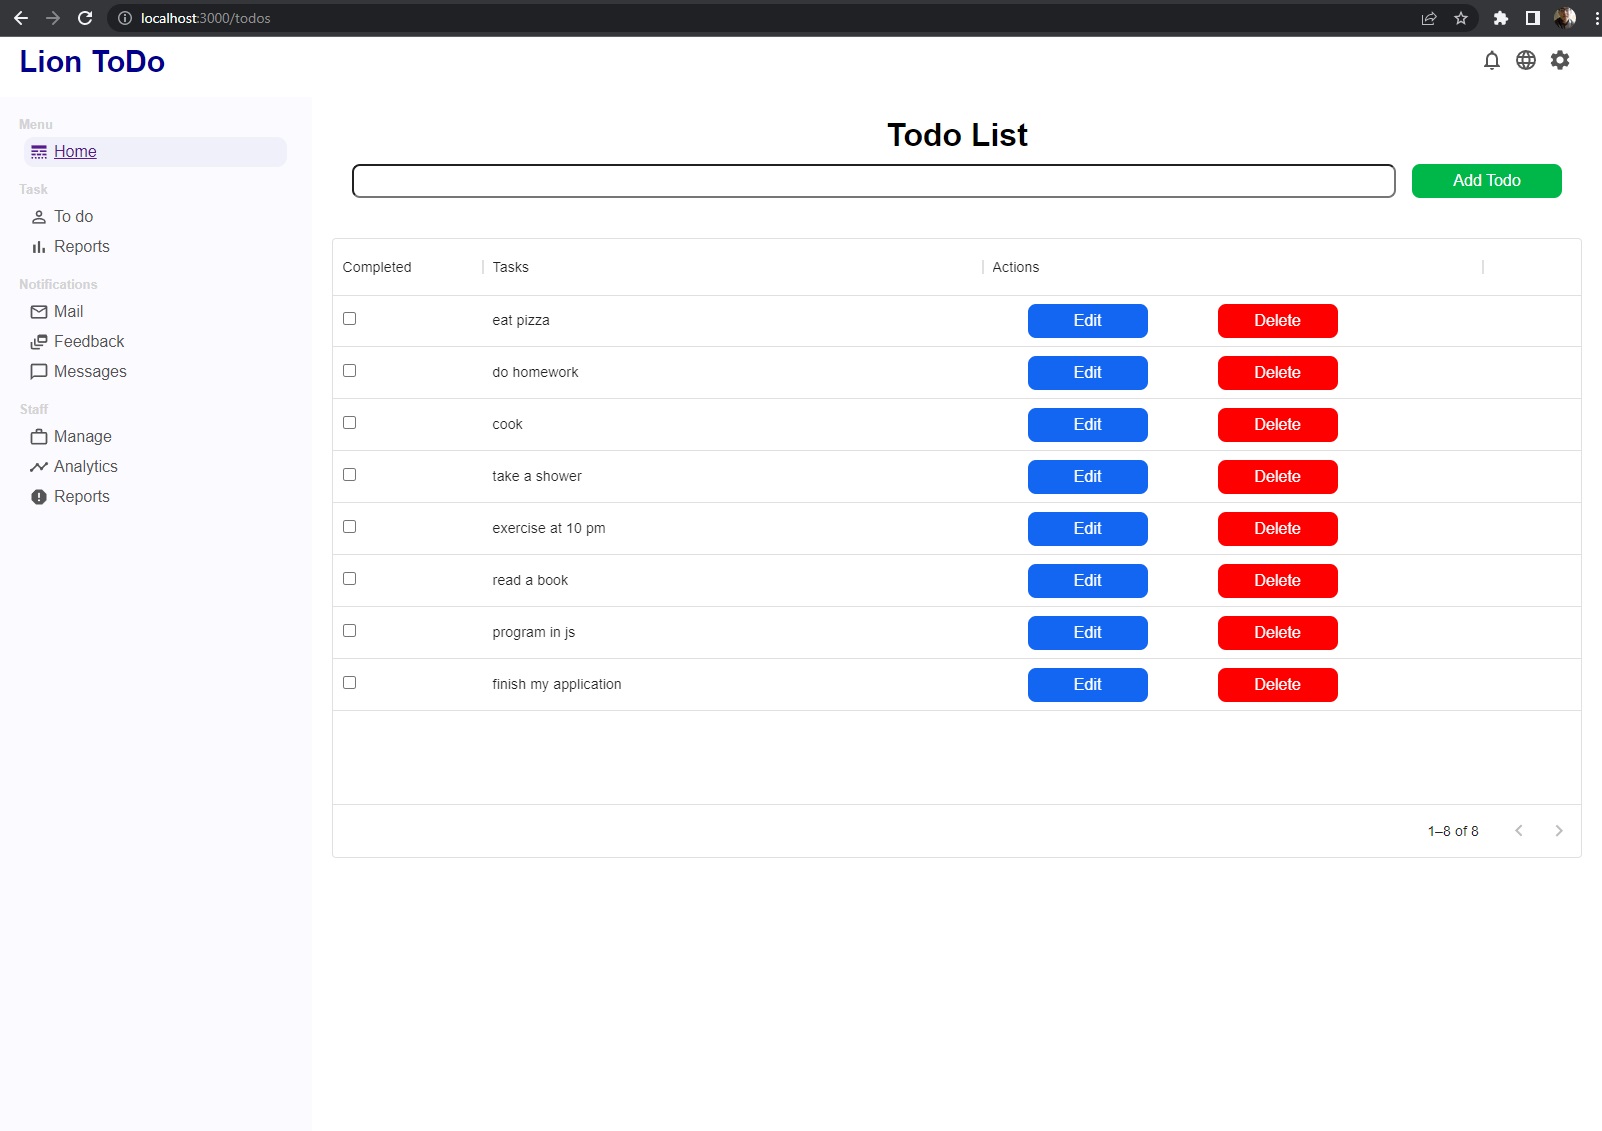 localhost:3000/todos
Lion ToDo
Menu
Home
Task
To do
Reports
Notifications
Mail
Feedback
Messages
Staff
Manage
Analytics
Reports
Todo List
Add Todo
Completed Tasks Actions
eat pizza Edit Delete
do homework Edit Delete
cook Edit Delete
take a shower Edit Delete
exercise at 10 pm Edit Delete
read a book Edit Delete
program in js Edit Delete
finish my application Edit Delete
1–8 of 8